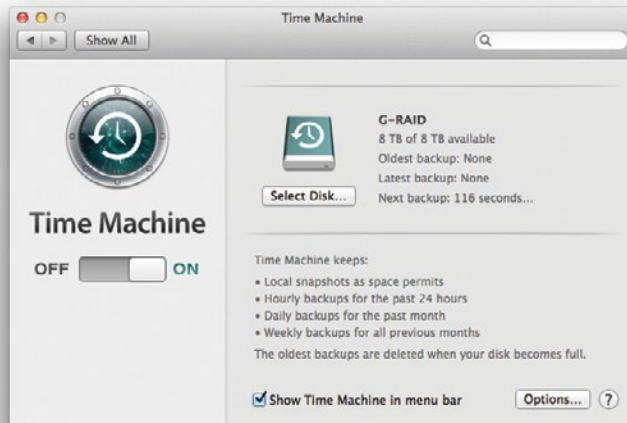 Time Machine
Show All
Time Machine
OFF ON
G-RAID
8 TB of 8 TB available
Oldest backup: None
Latest backup: None
Next backup: 116 seconds...
Select Disk...
Time Machine keeps:
• Local snapshots as space permits
• Hourly backups for the past 24 hours
• Daily backups for the past month
• Weekly backups for all previous months
The oldest backups are deleted when your disk becomes full.
Show Time Machine in menu bar
Options... ?